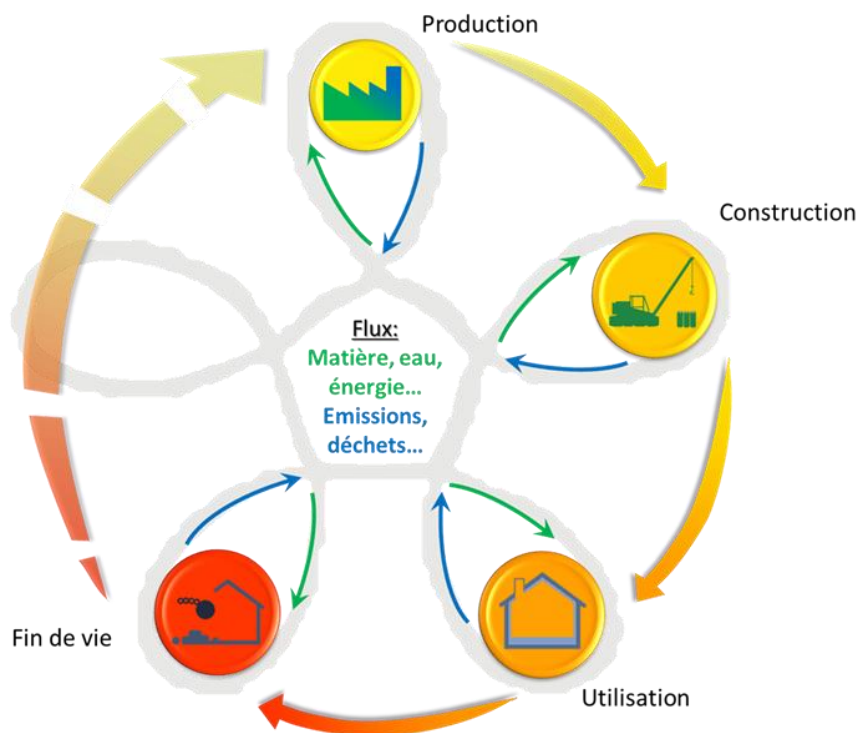 Production
Construction
Flux:
Matière, eau,
énergie...
Emissions,
déchets...
Fin de vie
Utilisation